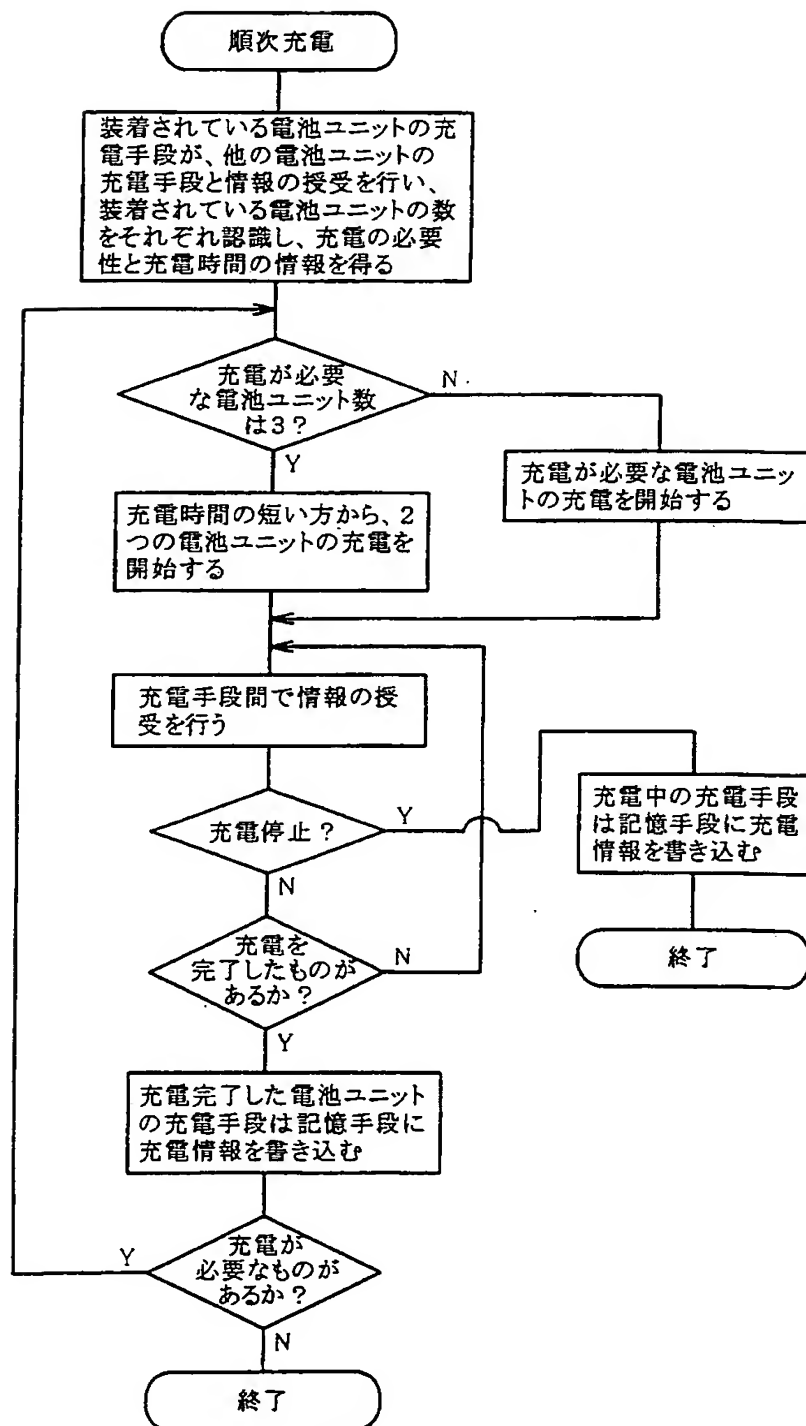 順次充電
装着されている電池ユニットの充
電手段が、他の電池ユニットの
充電手段と情報の授受を行い、
装着されている電池ユニットの数
をそれぞれ認識し、充電の必要
性と充電時間の情報を得る
充電が必要
な電池ユニット数
は3?
N
Y
充電が必要な電池ユニッ
トの充電を開始する
充電時間の短い方から、2
つの電池ユニットの充電を
開始する
充電手段間で情報の授
受を行う
充電停止?
Y
N
充電中の充電手段
は記憶手段に充電
情報を書き込む
終了
充電を
完了したものが
あるか?
N
Y
充電完了した電池ユニット
の充電手段は記憶手段に
充電情報を書き込む
充電が
必要なものが
あるか?
Y
N
終了